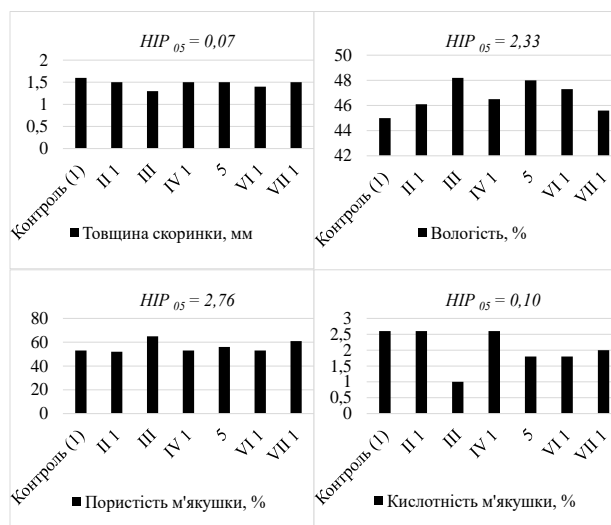 НІР 05 = 0,07
2
1,5
1
0,5
0
Контроль (1)
II 1
III
IV 1
5
VI 1
VII 1
Товщина скоринки, мм
НІР 05 = 2,33
50
48
46
44
42
Контроль (1)
II 1
III
IV 1
5
VI 1
VII 1
Вологість, %
НІР 05 = 2,76
80
60
40
20
0
Контроль (1)
II 1
III
IV 1
5
VI 1
VII 1
Пористість м'якушки, %
НІР 05 = 0,10
3
2,5
2
1,5
1
0,5
0
Контроль (1)
II 1
III
IV 1
5
VI 1
VII 1
Кислотність м'якушки, %